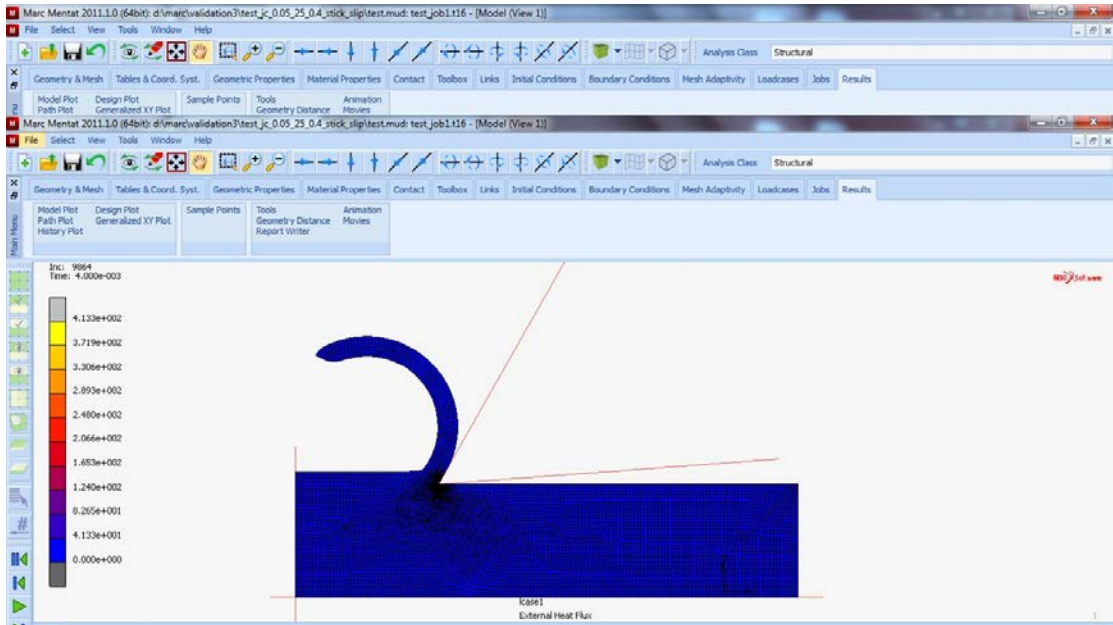 Marc Mentat 2011.1.0 (64bit): d:\marc\validation3\test_jc_0.05_25_0.4_stick_slip\test.mud: test_job1.t16 - [Model (View 1)]
File Select View Tools Window Help
Analysis Class Structural
Geometry & Mesh Tables & Coord. Syst. Geometric Properties Material Properties Contact Toolbox Links Initial Conditions Boundary Conditions Mesh Adaptivity Loadcases Jobs Results
Model Plot Design Plot Sample Points Tools Animation
Path Plot Generalized XY Plot Geometry Distance Movies
Marc Mentat 2011.1.0 (64bit): d:\marc\validation3\test_jc_0.05_25_0.4_stick_slip\test.mud: test_job1.t16 - [Model (View 1)]
File Select View Tools Window Help
Analysis Class Structural
Geometry & Mesh Tables & Coord. Syst. Geometric Properties Material Properties Contact Toolbox Links Initial Conditions Boundary Conditions Mesh Adaptivity Loadcases Jobs Results
Main Menu
Model Plot Design Plot Sample Points Tools Animation
Path Plot Generalized XY Plot Geometry Distance Movies
History Plot Report Writer
Inc: 9864
Time: 4.000e-003
MSC Software
4.133e+002
3.719e+002
3.306e+002
2.893e+002
2.480e+002
2.066e+002
1.653e+002
1.240e+002
8.265e+001
4.133e+001
0.000e+000
lcase1
External Heat Flux
1